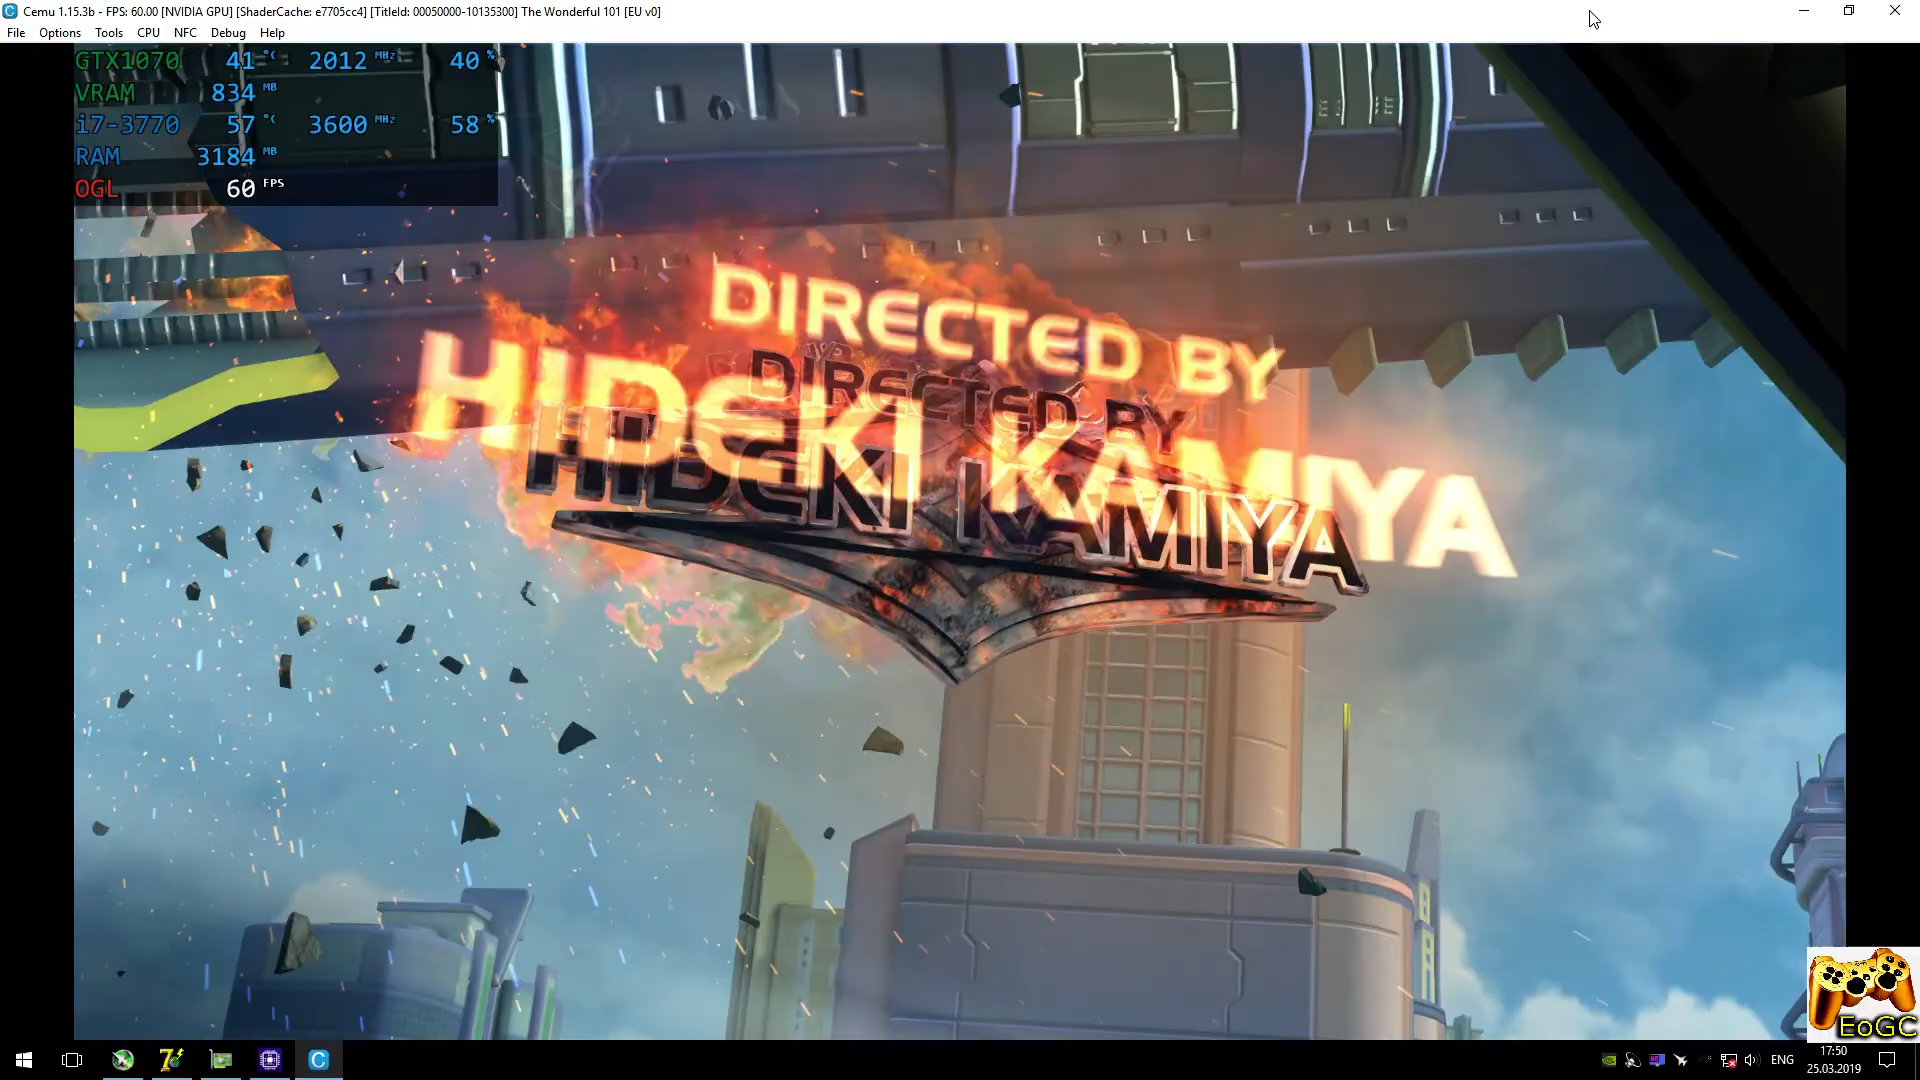 Cemu 1.15.3b - FPS: 60.00 [NVIDIA GPU] [ShaderCache: e7705cc4] [TitleId: 00050000-10135300] The Wonderful 101 [EU v0]
File Options Tools CPU NFC Debug Help
GTX1070 41 °C 2012 MHz 40 %
VRAM 834 MB
i7-3770 57 °C 3600 MHz 58 %
RAM 3184 MB
OGL 60 FPS
DIRECTED BY
HIDEKI KAMIYA
DIRECTED BY
HIDEKI KAMIYA
EoGC
ENG
17:50
25.03.2019